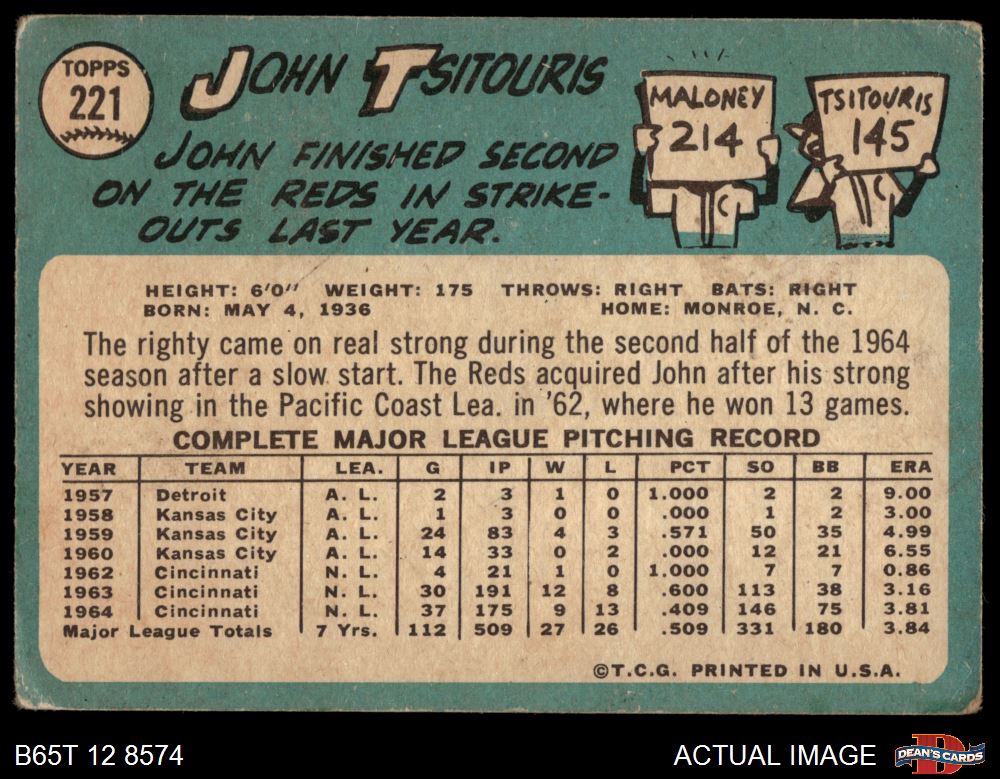 TOPPS
221
JOHN TSITOURIS
JOHN FINISHED SECOND
ON THE REDS IN STRIKE-
OUTS LAST YEAR.
MALONEY
214
TSITOURIS
145
C
C
HEIGHT: 6'0" WEIGHT: 175 THROWS: RIGHT BATS: RIGHT
BORN: MAY 4, 1936 HOME: MONROE, N. C.
The righty came on real strong during the second half of the 1964
season after a slow start. The Reds acquired John after his strong
showing in the Pacific Coast Lea. in '62, where he won 13 games.
COMPLETE MAJOR LEAGUE PITCHING RECORD
YEAR TEAM LEA. G IP W L PCT SO BB ERA
1957 Detroit A. L. 2 3 1 0 1.000 2 2 9.00
1958 Kansas City A. L. 1 3 0 0 .000 1 2 3.00
1959 Kansas City A. L. 24 83 4 3 .571 50 35 4.99
1960 Kansas City A. L. 14 33 0 2 .000 12 21 6.55
1962 Cincinnati N. L. 4 21 1 0 1.000 7 7 0.86
1963 Cincinnati N. L. 30 191 12 8 .600 113 38 3.16
1964 Cincinnati N. L. 37 175 9 13 .409 146 75 3.81
Major League Totals 7 Yrs. 112 509 27 26 .509 331 180 3.84
©T.C.G. PRINTED IN U.S.A.
B65T 12 8574
ACTUAL IMAGE
DEAN'S CARDS